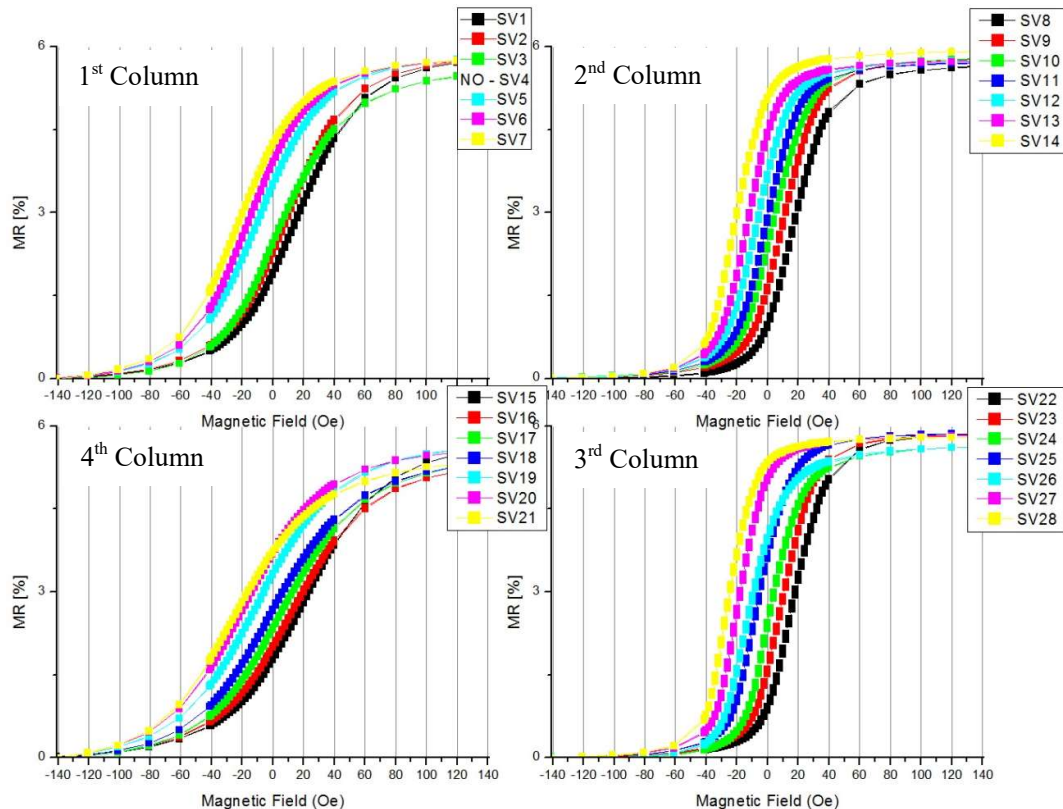 1st Column
6
3
0
MR [%]
-140 -120 -100 -80 -60 -40 -20 0 20 40 60 80 100 120
Magnetic Field (Oe)
SV1
SV2
SV3
NO - SV4
SV5
SV6
SV7
2nd Column
6
3
0
MR [%]
-140 -120 -100 -80 -60 -40 -20 0 20 40 60 80 100 120 140
Magnetic Field (Oe)
SV8
SV9
SV10
SV11
SV12
SV13
SV14
4th Column
6
3
0
MR [%]
-140 -120 -100 -80 -60 -40 -20 0 20 40 60 80 100 120 140
Magnetic Field (Oe)
SV15
SV16
SV17
SV18
SV19
SV20
SV21
3rd Column
6
3
0
MR [%]
-140 -120 -100 -80 -60 -40 -20 0 20 40 60 80 100 120 140
Magnetic Field (Oe)
SV22
SV23
SV24
SV25
SV26
SV27
SV28